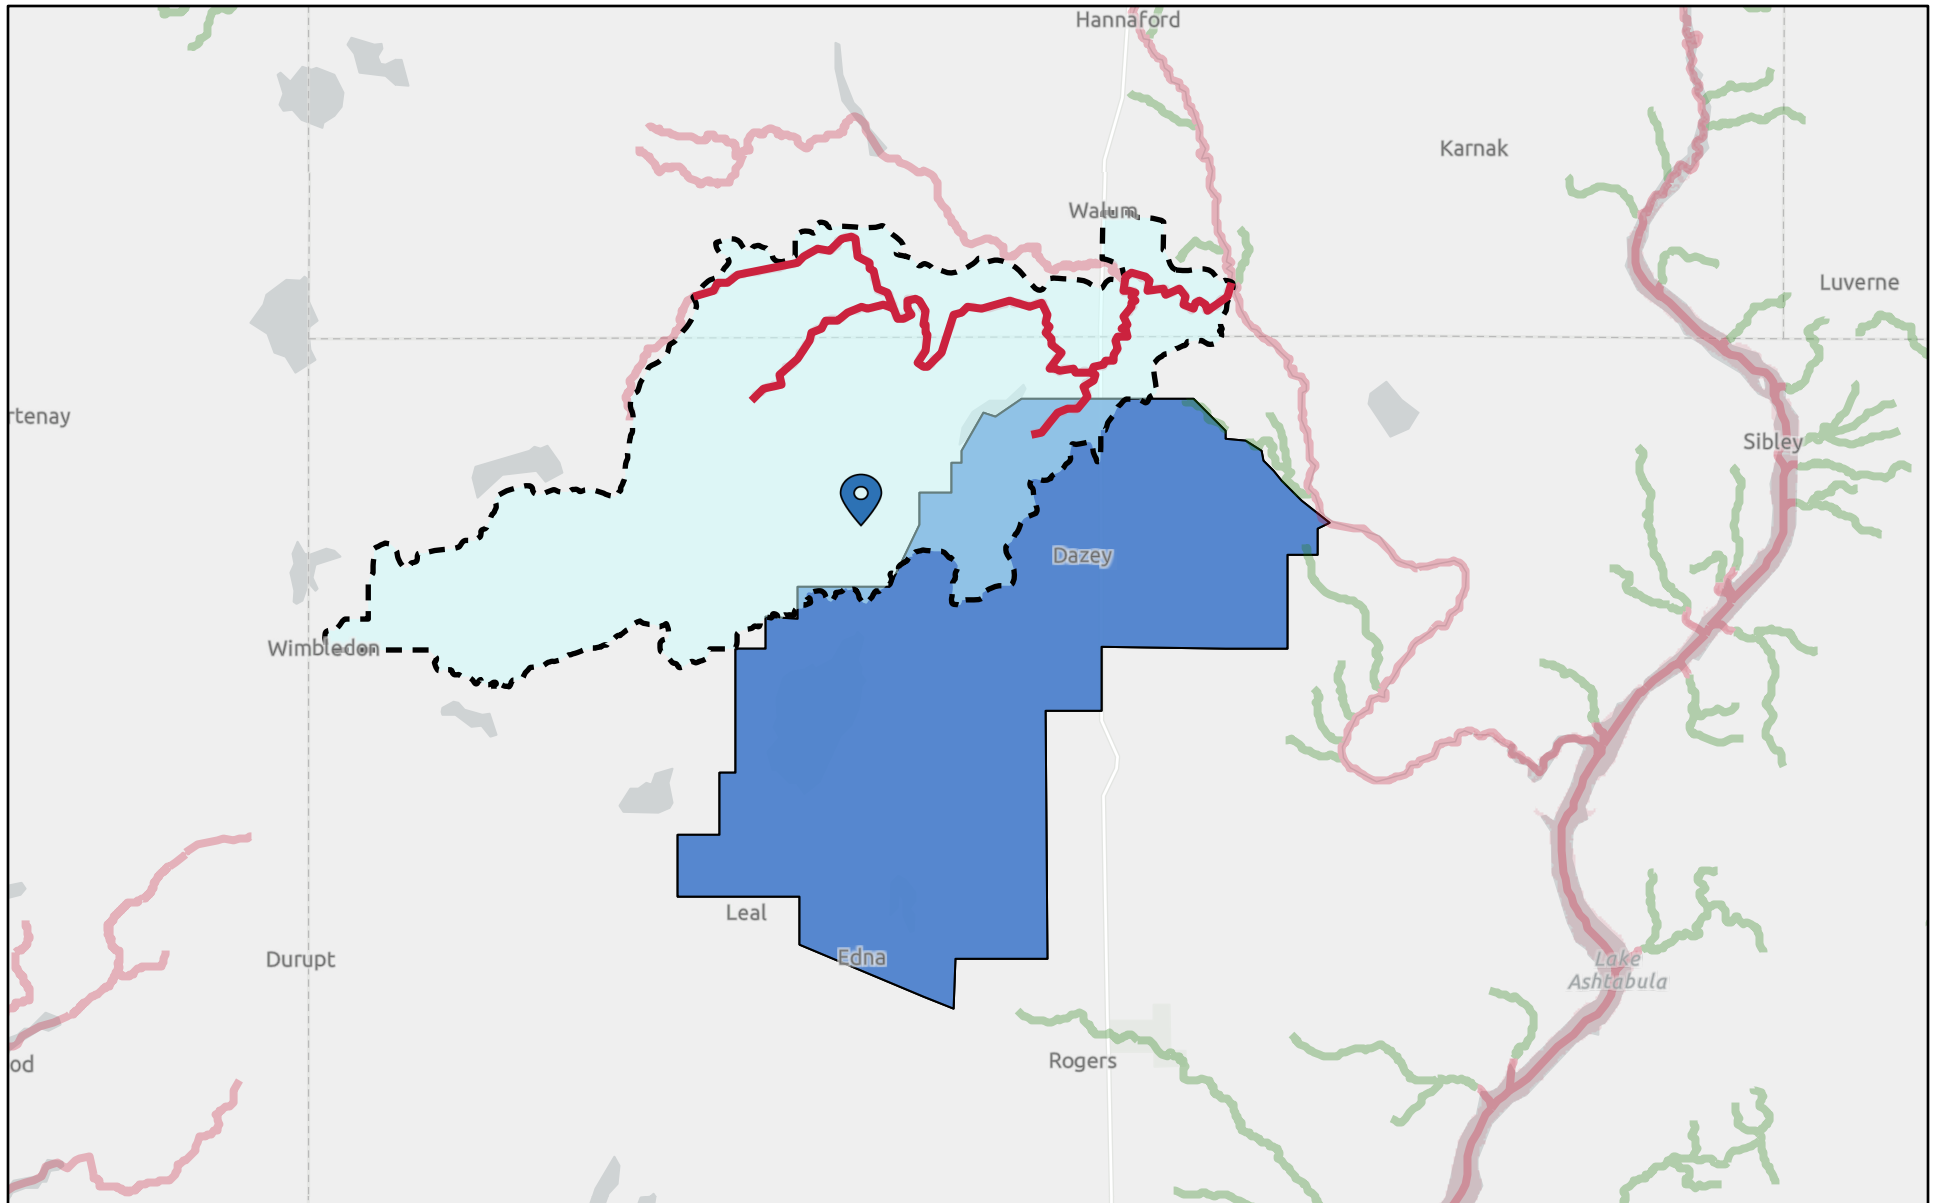 Hannaford
Karnak
Walum
Luverne
rtenay
Sibley
Dazey
Wimbledon
Leal
Edna
Durupt
Lake
Ashtabula
Rogers
od